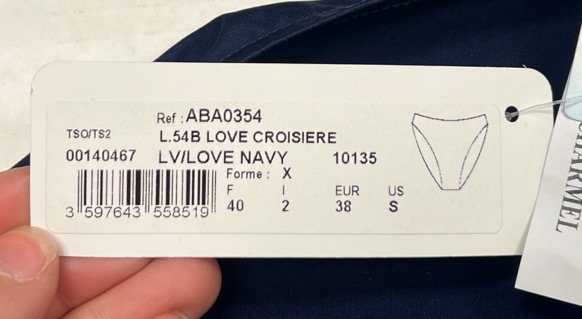 Ref : ABA0354
TSO/TS2 L.54B LOVE CROISIERE
00140467 LV/LOVE NAVY 10135
Forme : X
F I EUR US
40 2 38 S
3 597643 558519
CHARMEL